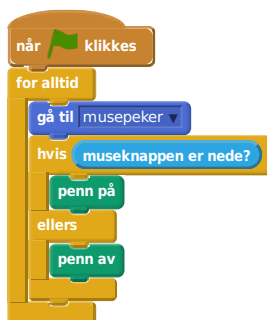 når klikkes
for alltid
gå til musepeker
hvis museknappen er nede?
penn på
ellers
penn av